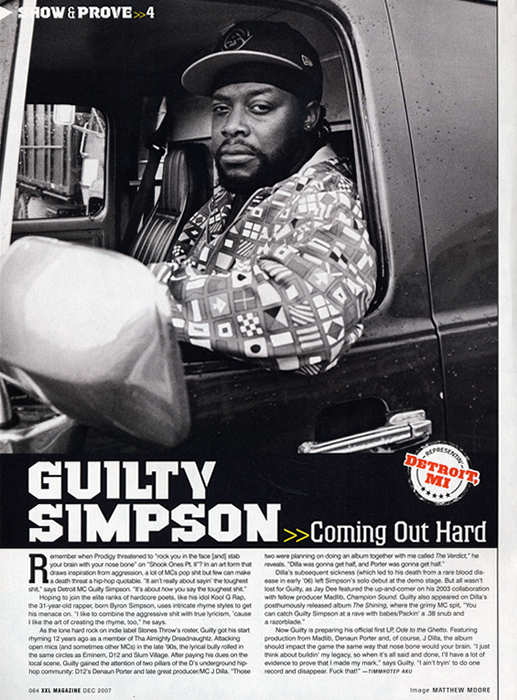 SHOW & PROVE >>4
REPRESENTIN'
DETROIT,
MI
GUILTY
SIMPSON >>Coming Out Hard
Remember when Prodigy threatened to "rock you in the face [and] stab
your brain with your nose bone" on "Shook Ones Pt. II"? In an art form that
draws inspiration from aggression, a lot of MCs pop shit but few can make
a death threat a hip-hop quotable. "It ain't really about sayin' the toughest
shit," says Detroit MC Guilty Simpson. "It's about how you say the toughest shit."
Hoping to join the elite ranks of hardcore poets, like his idol Kool G Rap,
the 31-year-old rapper, born Byron Simpson, uses intricate rhyme styles to get
his menace on. "I like to combine the aggressive shit with true lyricism, 'cause
I like the art of creating the rhyme, too," he says.
As the lone hard rock on indie label Stones Throw's roster, Guilty got his start
rhyming 12 years ago as a member of The Almighty Dreadnaughtz. Attacking
open mics (and sometimes other MCs) in the late '90s, the lyrical bully rolled in
the same circles as Eminem, D12 and Slum Village. After paying his dues on the
local scene, Guilty gained the attention of two pillars of the D's underground hip-
hop community: D12's Denaun Porter and late great producer/MC J Dilla. "Those
two were planning on doing an album together with me called The Verdict," he
reveals. "Dilla was gonna get half, and Porter was gonna get half."
Dilla's subsequent sickness (which led to his death from a rare blood dis-
ease in early '06) left Simpson's solo debut at the demo stage. But all wasn't
lost for Guilty, as Jay Dee featured the up-and-comer on his 2003 collaboration
with fellow producer Madlib, Champion Sound. Guilty also appeared on Dilla's
posthumously released album The Shining, where the grimy MC spit, "You
can catch Guilty Simpson at a rave with babes/Packin' a .38 snub and
a razorblade."
Now Guilty is preparing his official first LP, Ode to the Ghetto. Featuring
production from Madlib, Denaun Porter and, of course, J Dilla, the album
should impact the game the same way that nose bone would your brain. "I just
think about buildin' my legacy, so when it's all said and done, I'll have a lot of
evidence to prove that I made my mark," says Guilty. "I ain't tryin' to do one
record and disappear. Fuck that!" —TIMMHOTEP AKU
064 XXL MAGAZINE DEC 2007
Image MATTHEW MOORE